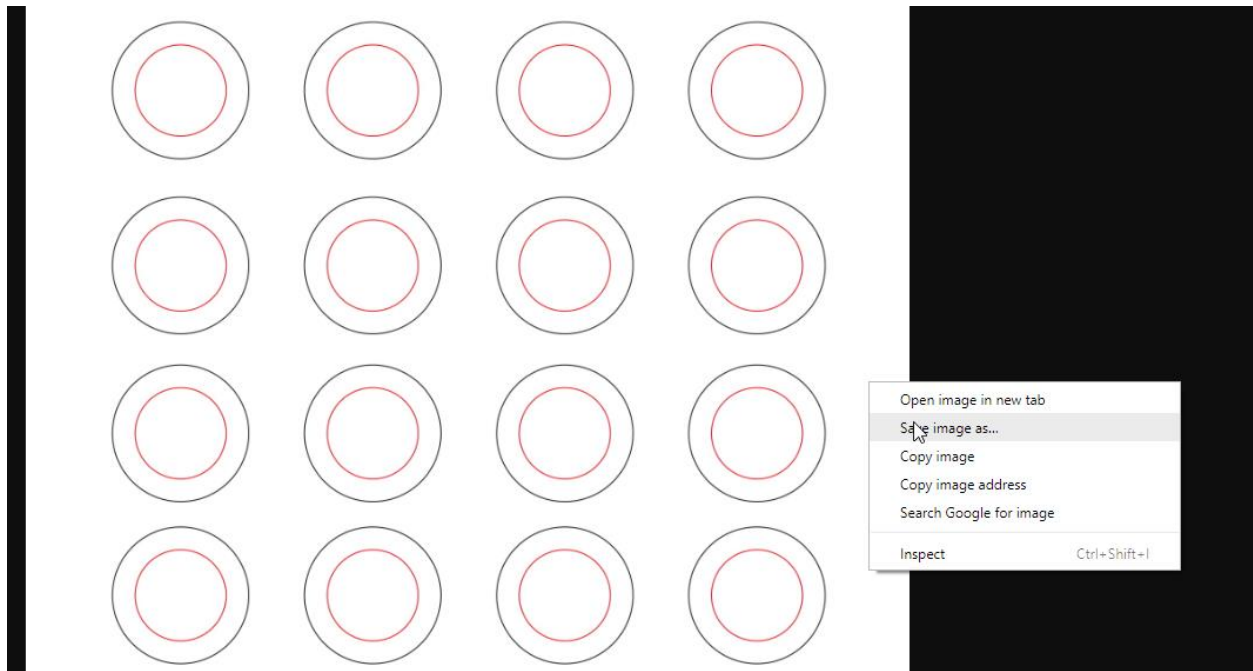 Open image in new tab
Save image as...
Copy image
Copy image address
Search Google for image
Inspect Ctrl+Shift+I